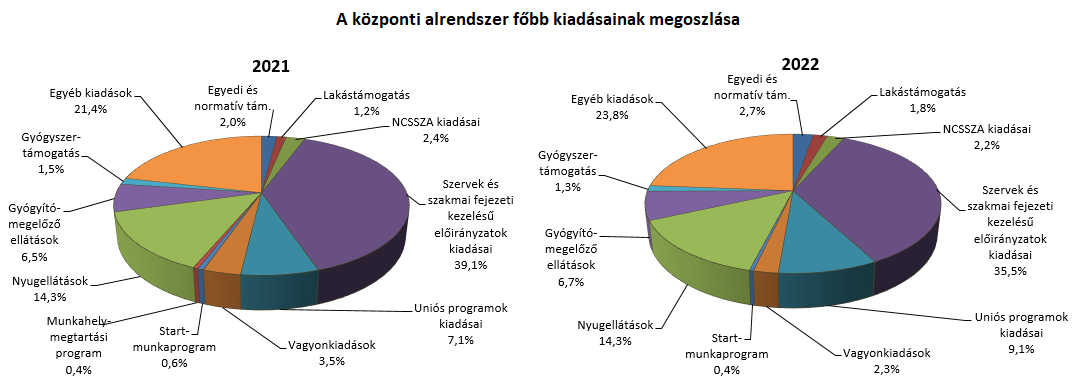 A központi alrendszer főbb kiadásainak megoszlása
2021
Egyedi és
normatív tám.
2,0%
Lakástámogatás
1,2%
NCSSZA kiadásai
2,4%
Szervek és
szakmai fejezeti
kezelésű
előirányzatok
kiadásai
39,1%
Uniós programok
kiadásai
7,1%
Vagyonkiadások
3,5%
Start-
munkaprogram
0,6%
Munkahely-
megtartási
program
0,4%
Nyugellátások
14,3%
Gyógyító-
megelőző
ellátások
6,5%
Gyógyszer-
támogatás
1,5%
Egyéb kiadások
21,4%
2022
Egyedi és
normatív tám.
2,7%
Lakástámogatás
1,8%
NCSSZA kiadásai
2,2%
Szervek és
szakmai fejezeti
kezelésű
előirányzatok
kiadásai
35,5%
Uniós programok
kiadásai
9,1%
Vagyonkiadások
2,3%
Start-
munkaprogram
0,4%
Nyugellátások
14,3%
Gyógyító-
megelőző
ellátások
6,7%
Gyógyszer-
támogatás
1,3%
Egyéb kiadások
23,8%